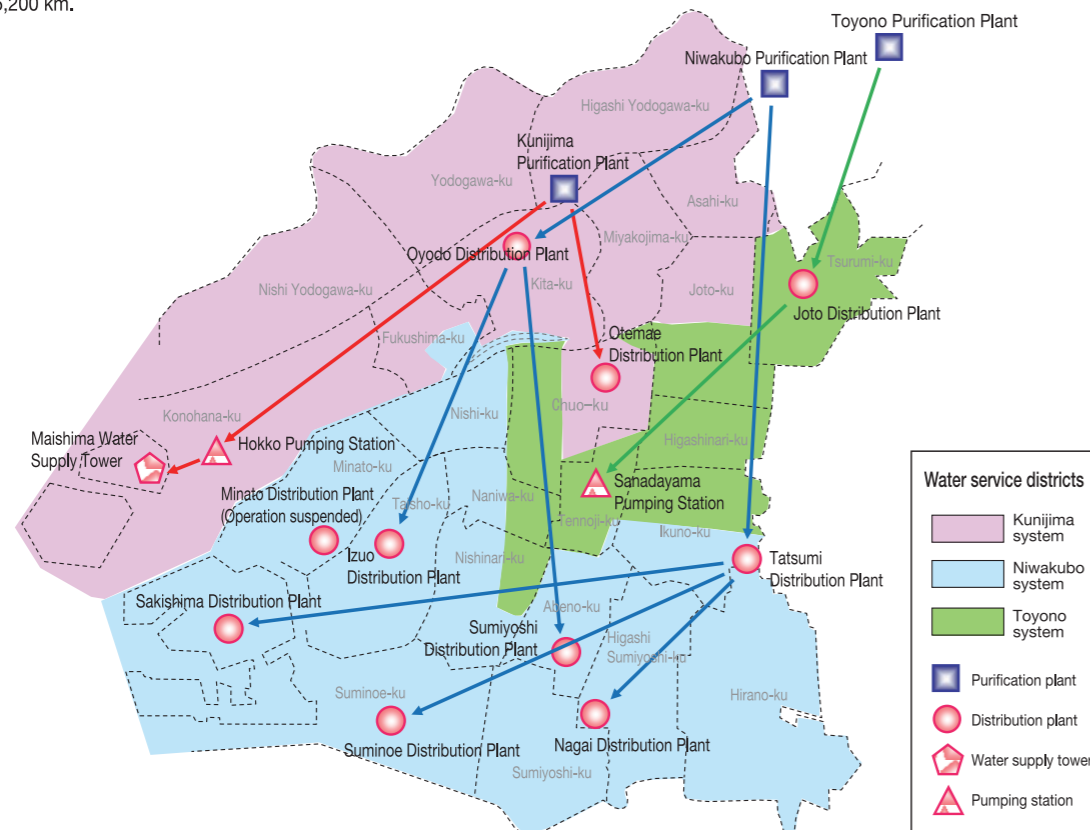 ,200 km.
Toyono Purification Plant
Niwakubo Purification Plant
Higashi Yodogawa-ku
Kunijima
Purification Plant
Yodogawa-ku
Asahi-ku
Miyakojima-ku
Oyodo Distribution Plant
Tsurumi-ku
Nishi Yodogawa-ku
Kita-ku
Joto-ku
Joto Distribution Plant
Fukushima-ku
Otemae
Distribution Plant
Nishi-ku
Chuo-ku
Konohana-ku
Higashinari-ku
Maishima Water
Supply Tower
Hokko Pumping Station
Minato-ku
Sanadayama
Pumping Station
Minato Distribution Plant
(Operation suspended)
Taisho-ku
Naniwa-ku
Tennoji-ku
Ikuno-ku
Izuo
Distribution Plant
Nishinari-ku
Tatsumi
Distribution Plant
Sakishima Distribution Plant
Abeno-ku
Sumiyoshi
Distribution Plant
Higashi
Sumiyoshi-ku
Suminoe-ku
Hirano-ku
Suminoe Distribution Plant
Nagai Distribution Plant
Sumiyoshi-ku
Water service districts
Kunijima
system
Niwakubo
system
Toyono
system
Purification plant
Distribution plant
Water supply tower
Pumping station